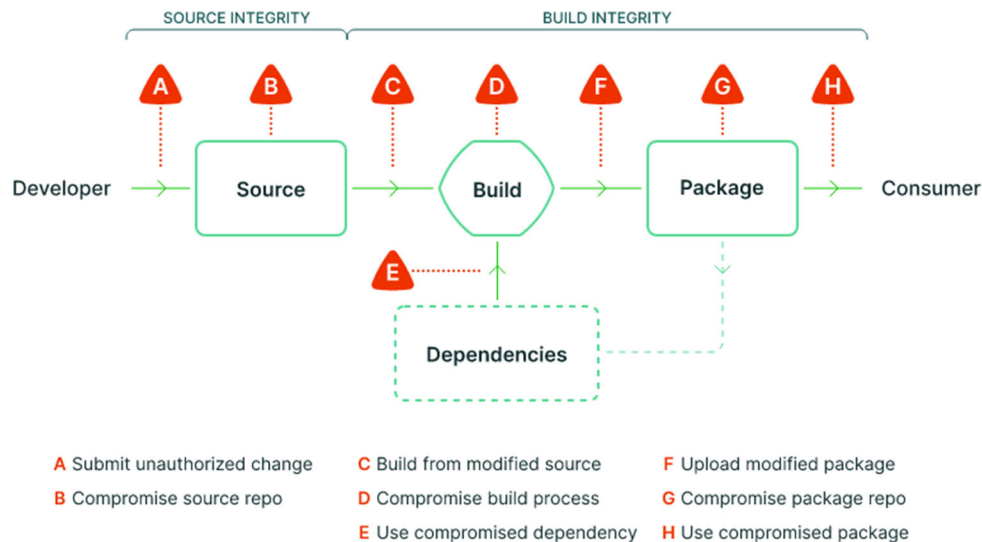 SOURCE INTEGRITY
BUILD INTEGRITY
A
B
C
D
F
G
H
Developer
Source
Build
Package
Consumer
E
Dependencies
A Submit unauthorized change
B Compromise source repo
C Build from modified source
D Compromise build process
E Use compromised dependency
F Upload modified package
G Compromise package repo
H Use compromised package